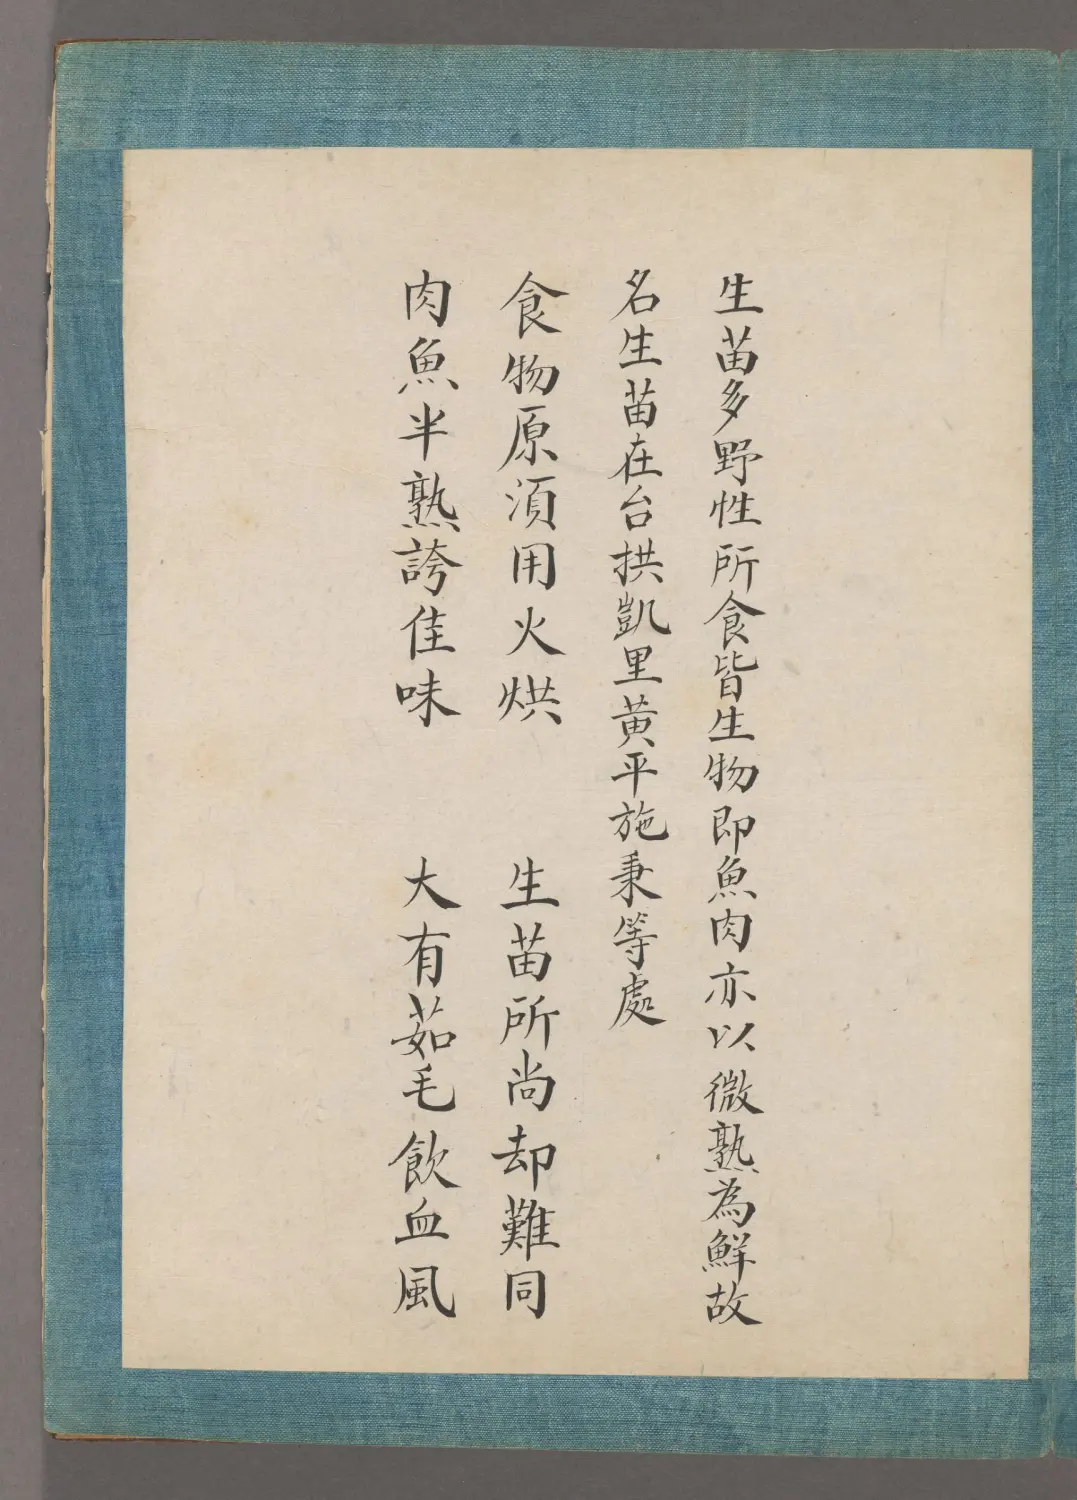 生苗多野性所食皆生物即魚肉亦以微熟為鮮故
名生苗在台拱凱里黃平施秉等處
食物原須用火烘　生苗所尚却難同
肉魚半熟誇佳味　大有茹毛飲血風